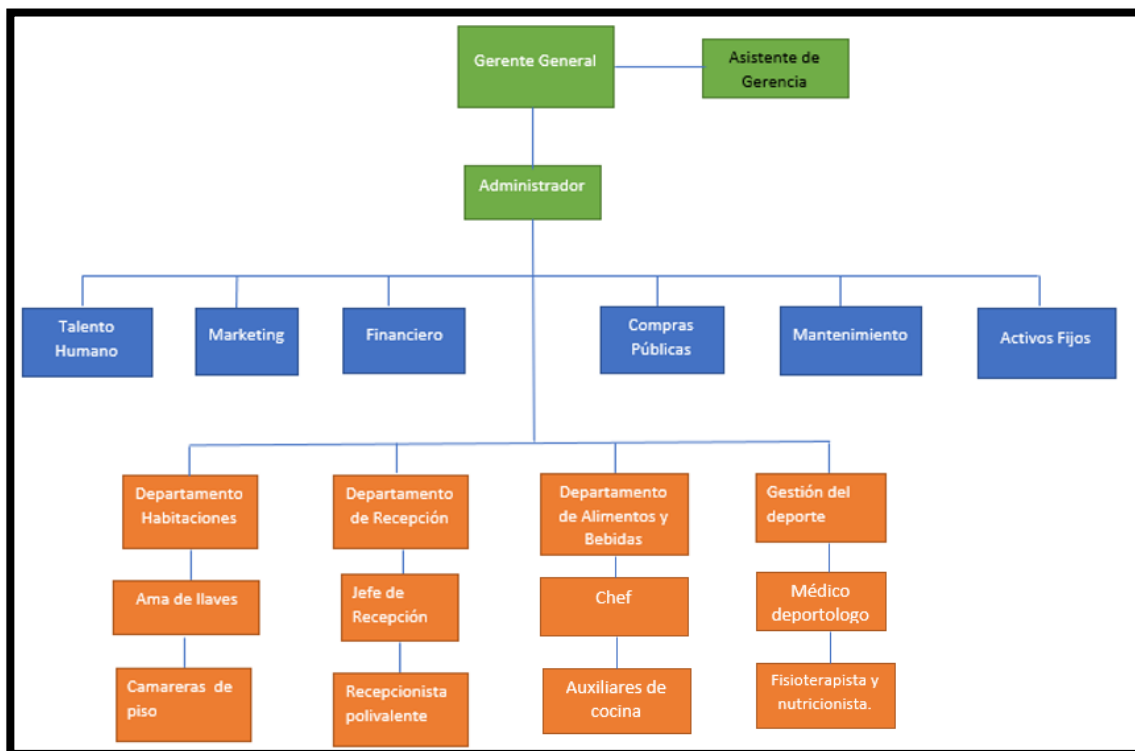 Gerente General
Asistente de
Gerencia
Administrador
Talento
Humano
Marketing
Financiero
Compras
Públicas
Mantenimiento
Activos Fijos
Departamento
Habitaciones
Departamento
de Recepción
Departamento
de Alimentos y
Bebidas
Gestión del
deporte
Ama de llaves
Jefe de
Recepción
Chef
Médico
deportologo
Camareras de
piso
Recepcionista
polivalente
Auxiliares de
cocina
Fisioterapista y
nutricionista.